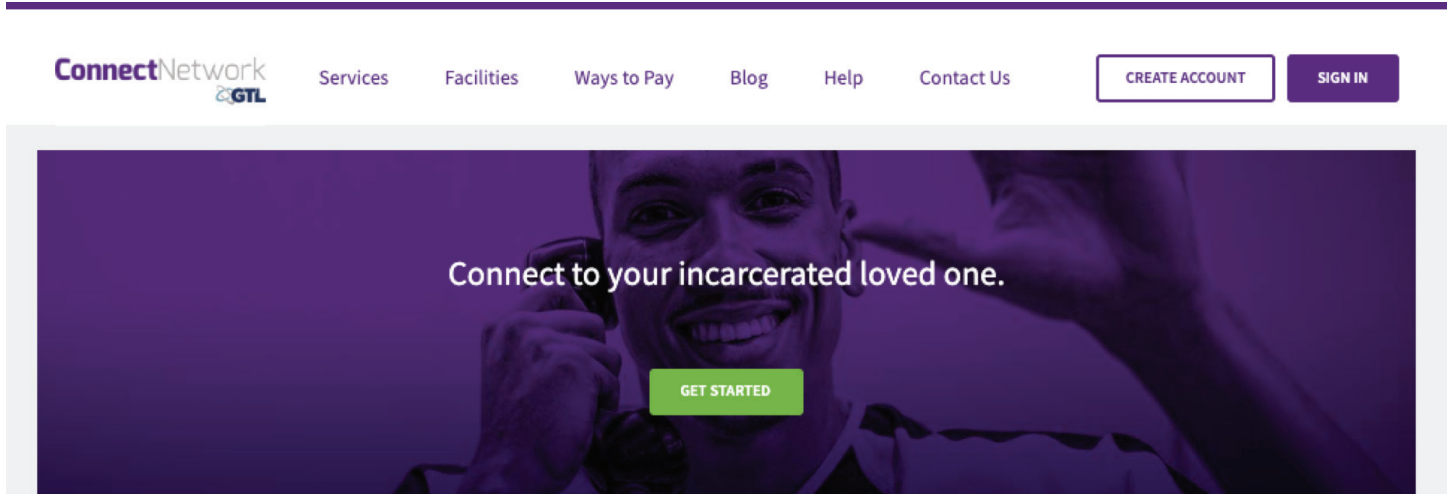 ConnectNetwork
GTL
Services Facilities Ways to Pay Blog Help Contact Us CREATE ACCOUNT SIGN IN
Connect to your incarcerated loved one.
GET STARTED